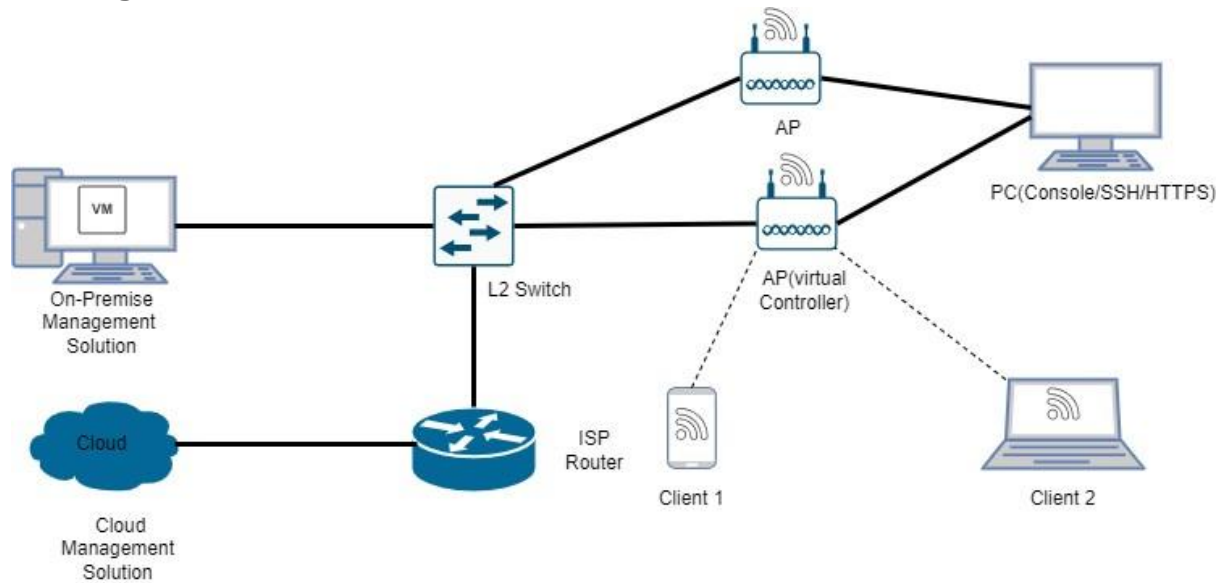 AP
PC(Console/SSH/HTTPS)
VM
AP(virtual
Controller)
L2 Switch
On-Premise
Management
Solution
Cloud
ISP
Router
Client 1
Client 2
Cloud
Management
Solution